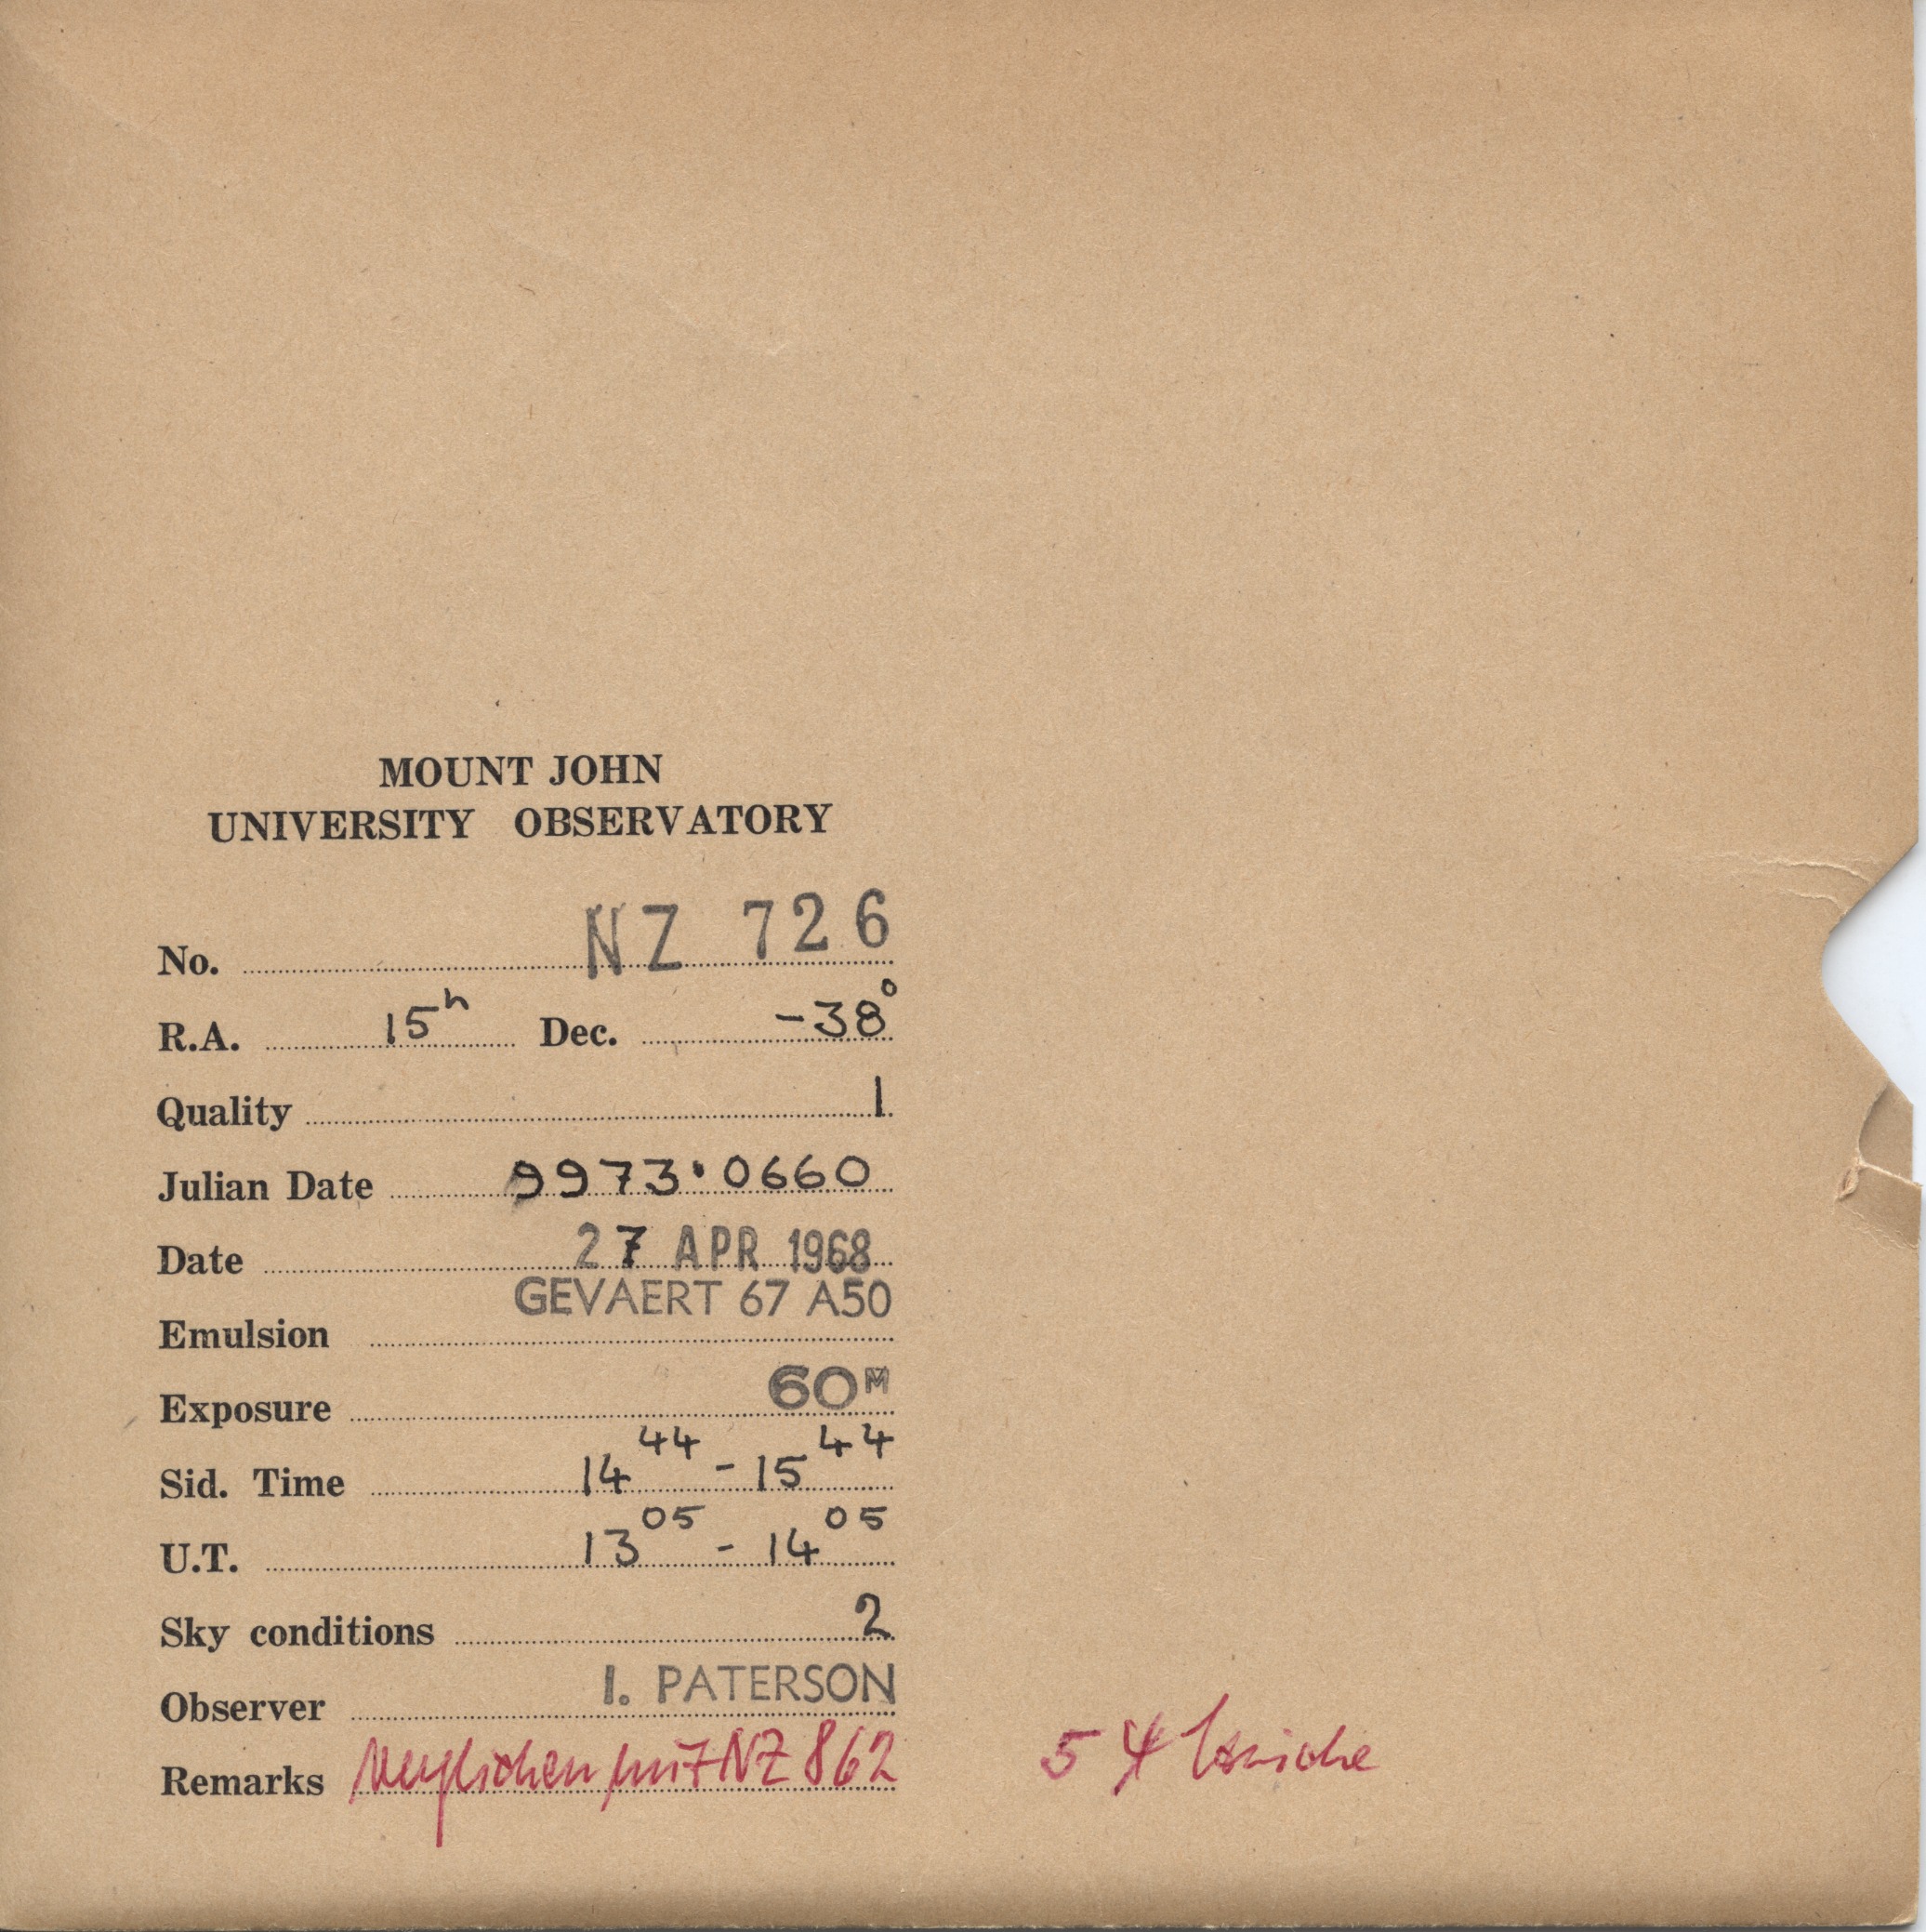 MOUNT JOHN
UNIVERSITY OBSERVATORY
No. NZ 726
R.A. 15h Dec. -38°
Quality 1
Julian Date 9973·0660
Date 27 APR 1968
Emulsion GEVAERT 67 A50
Exposure 60M
Sid. Time 14 44 - 15 44
U.T. 13 05 - 14 05
Sky conditions 2
Observer I. PATERSON
Remarks Verglichen mit NZ 862
5